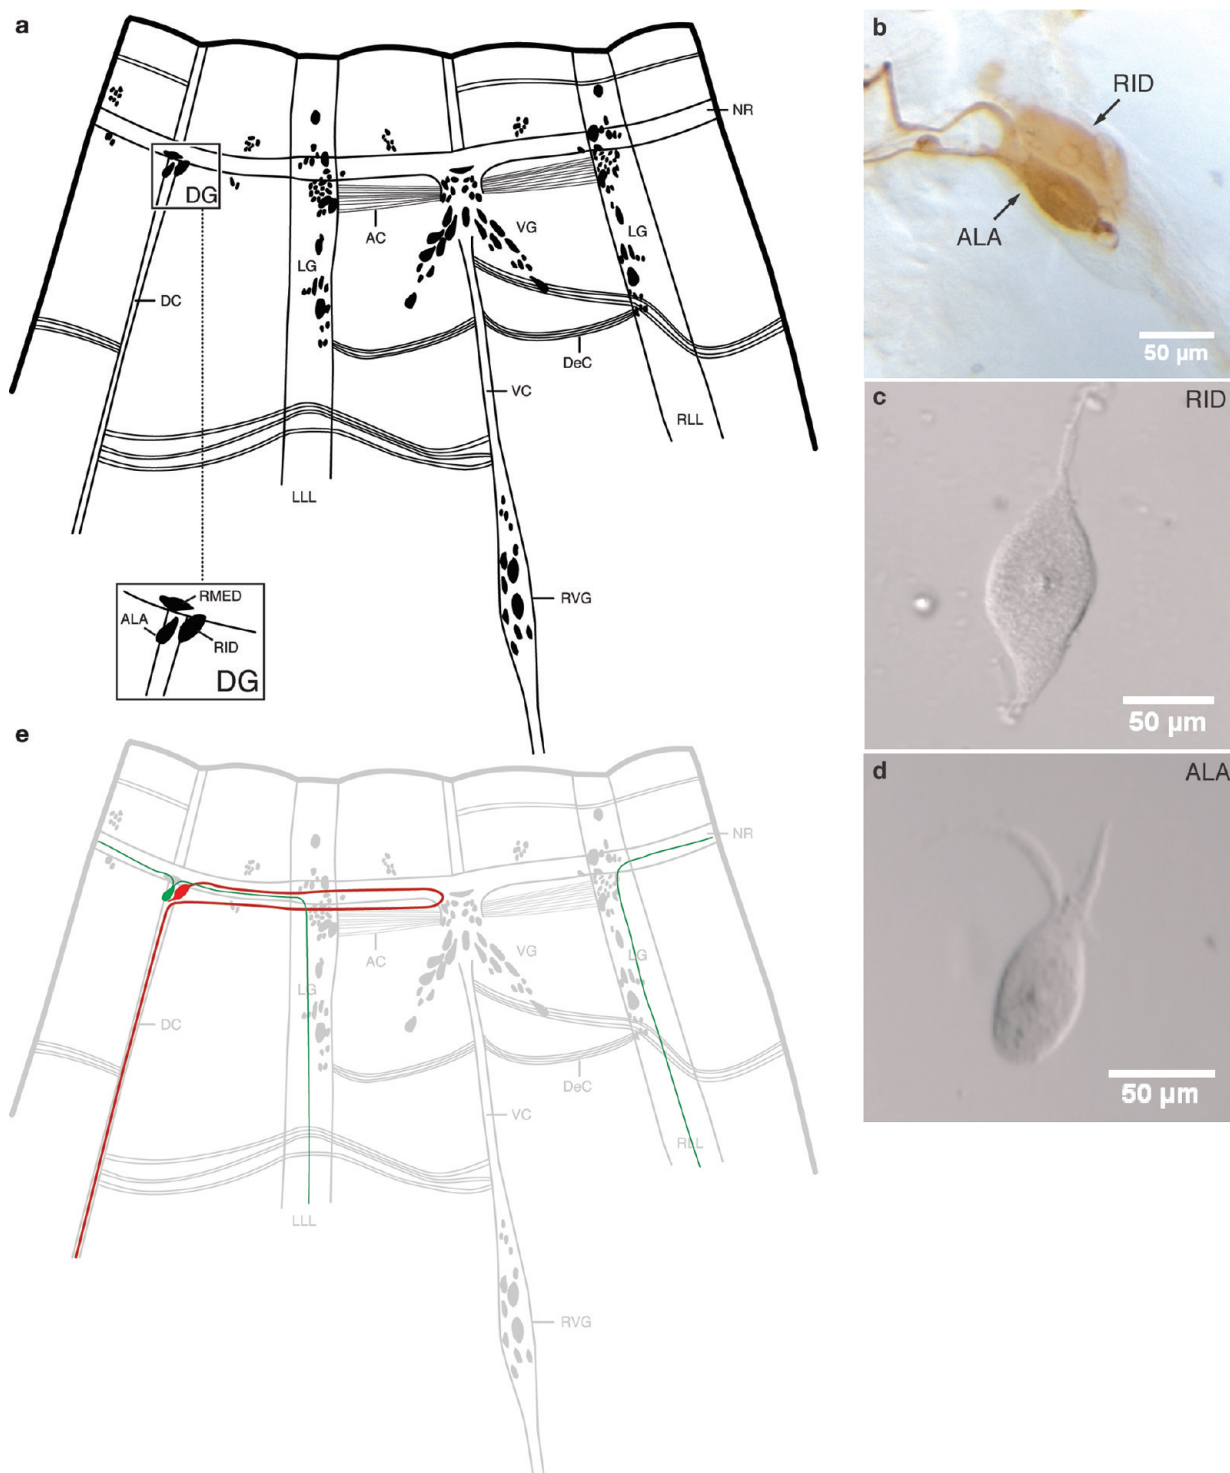 a
NR
DG
AC
VG
LG
LG
DC
DeC
VC
RLL
LLL
RMED
ALA
RID
DG
RVG
b
RID
ALA
50 µm
c
RID
50 µm
d
ALA
50 µm
e
NR
AC
VG
LG
LG
DC
DeC
VC
RLL
LLL
RVG